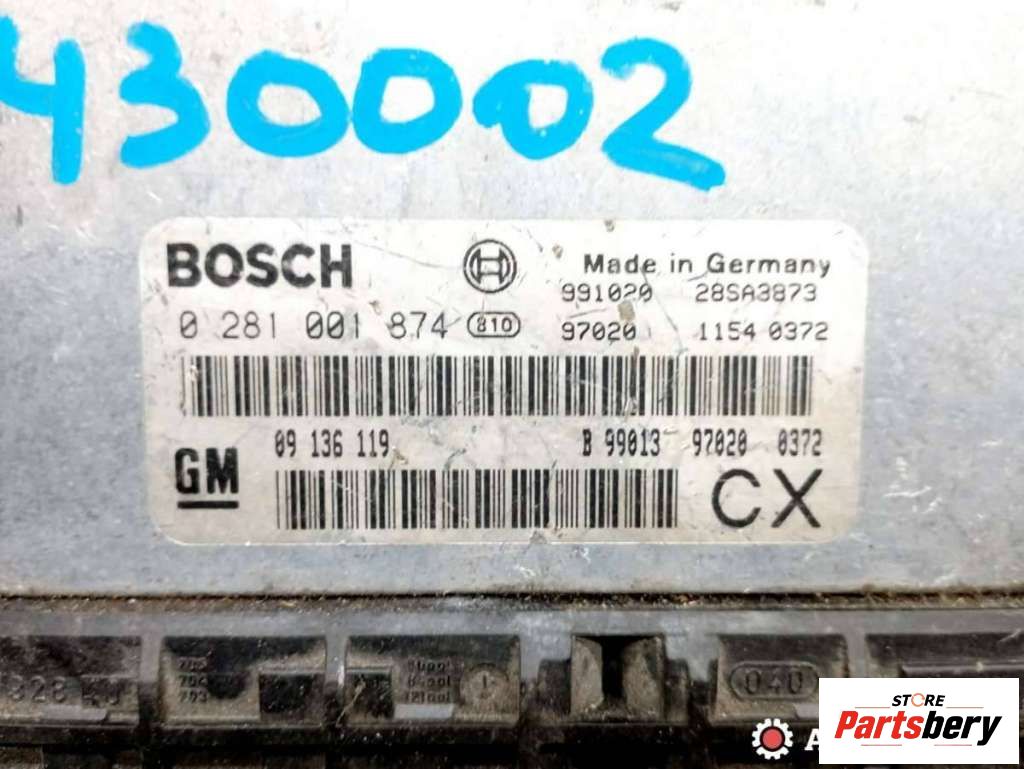 430002
BOSCH
Made in Germany
991020 28SA3873
0 281 001 874 810
97020 1154 0372
GM
09 136 119
B 99013 97020 0372
CX
040
STORE
Partsbery